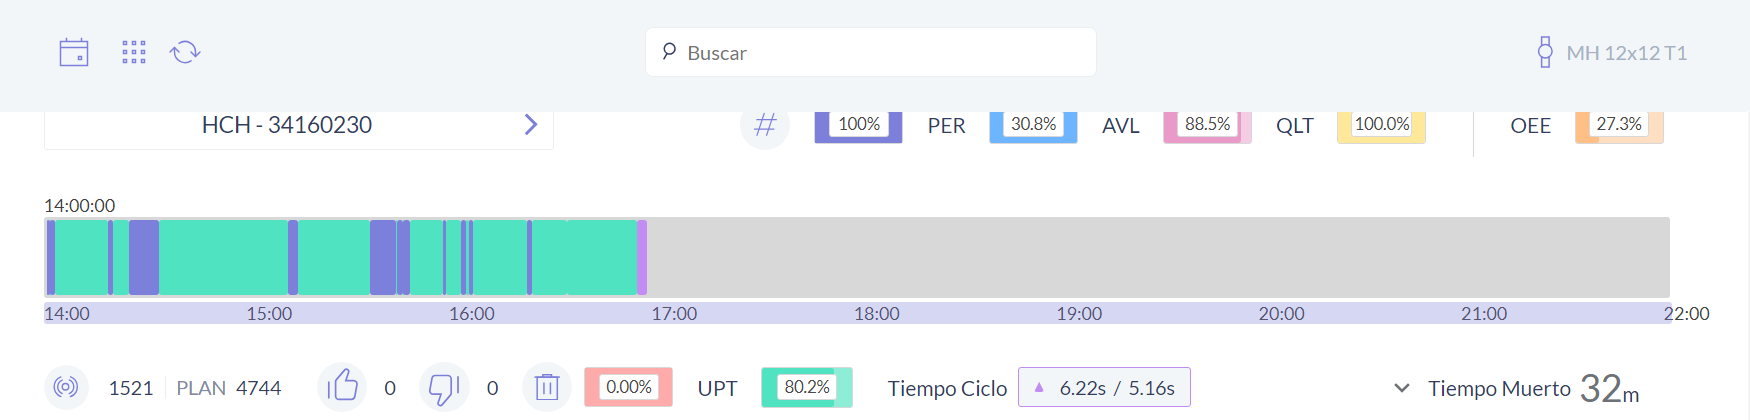 Buscar
MH 12x12 T1
HCH - 34160230
# 100% PER 30.8% AVL 88.5% QLT 100.0% OEE 27.3%
14:00:00
14:00 15:00 16:00 17:00 18:00 19:00 20:00 21:00 22:00
1521 PLAN 4744 0 0 0.00% UPT 80.2% Tiempo Ciclo 6.22s / 5.16s Tiempo Muerto 32m